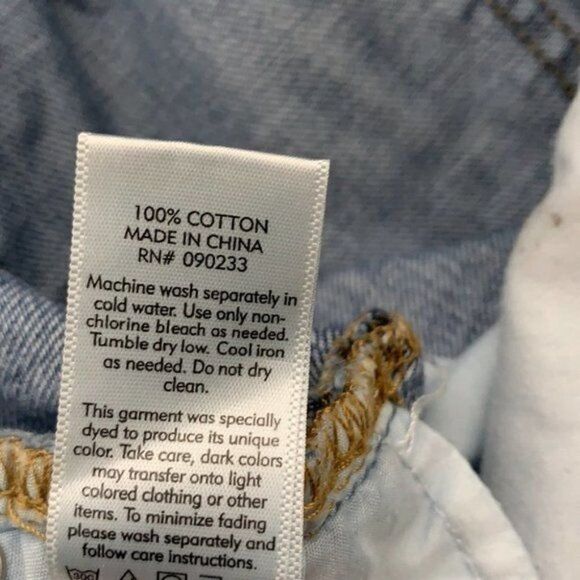 100% COTTON
MADE IN CHINA
RN# 090233
Machine wash separately in
cold water. Use only non-
chlorine bleach as needed.
Tumble dry low. Cool iron
as needed. Do not dry
clean.
This garment was specially
dyed to produce its unique
color. Take care, dark colors
may transfer onto light
colored clothing or other
items. To minimize fading
please wash separately and
follow care instructions.